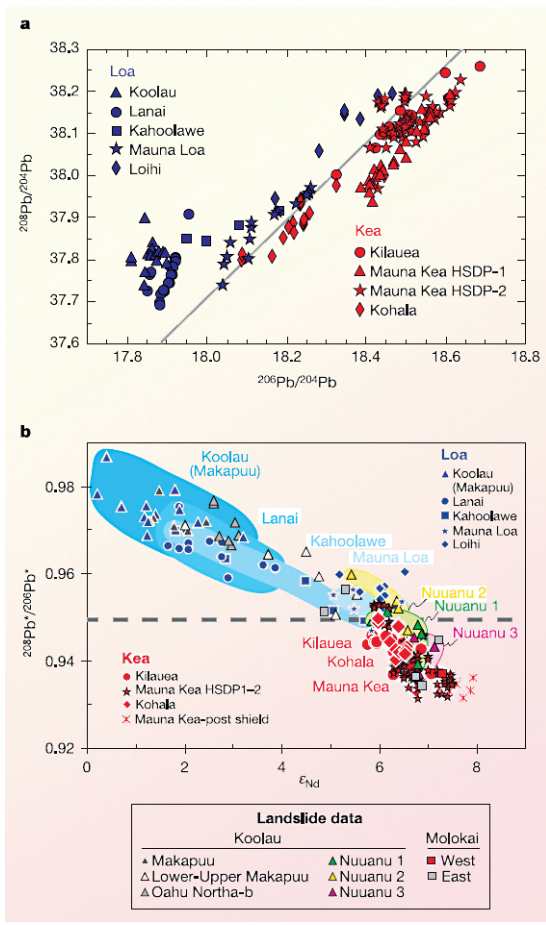 a
38.3
38.2
38.1
38.0
37.9
37.8
37.7
37.6
²⁰⁸Pb/²⁰⁴Pb
Loa
Koolau
Lanai
Kahoolawe
Mauna Loa
Loihi
Kea
Kilauea
Mauna Kea HSDP-1
Mauna Kea HSDP-2
Kohala
17.8 18.0 18.2 18.4 18.6 18.8
²⁰⁶Pb/²⁰⁴Pb
b
0.98
0.96
0.94
0.92
²⁰⁸Pb*/²⁰⁶Pb*
Koolau
(Makapuu)
Lanai
Kahoolawe
Mauna Loa
Loa
Koolau
(Makapuu)
Lanai
Kahoolawe
Mauna Loa
Loihi
Nuuanu 2
Nuuanu 1
Nuuanu 3
Kilauea
Kohala
Mauna Kea
Kea
Kilauea
Mauna Kea HSDP1-2
Kohala
Mauna Kea-post shield
0 2 4 6 8
εNd
Landslide data
Koolau Molokai
Makapuu Nuuanu 1 West
Lower-Upper Makapuu Nuuanu 2 East
Oahu Northa-b Nuuanu 3